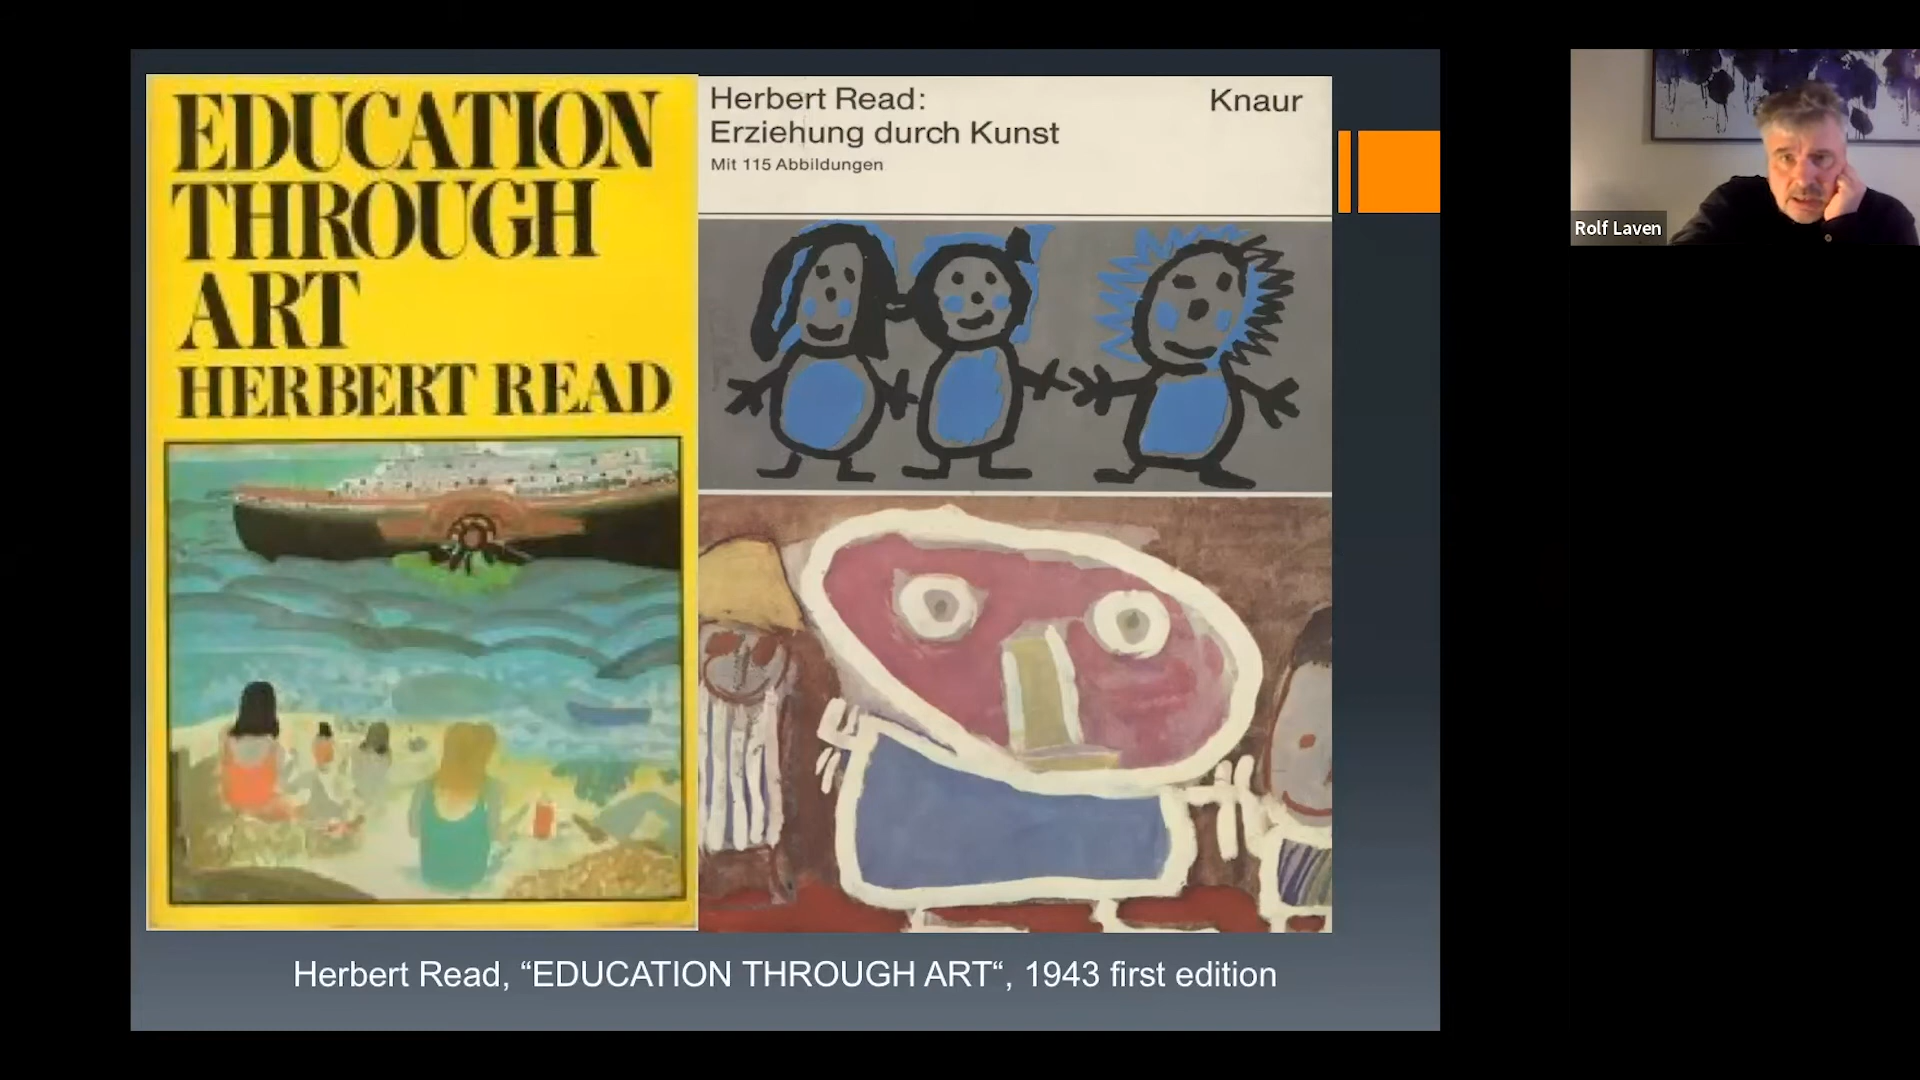 EDUCATION
THROUGH
ART
HERBERT READ
Herbert Read:
Erziehung durch Kunst
Mit 115 Abbildungen
Knaur
Rolf Laven
Herbert Read, “EDUCATION THROUGH ART“, 1943 first edition